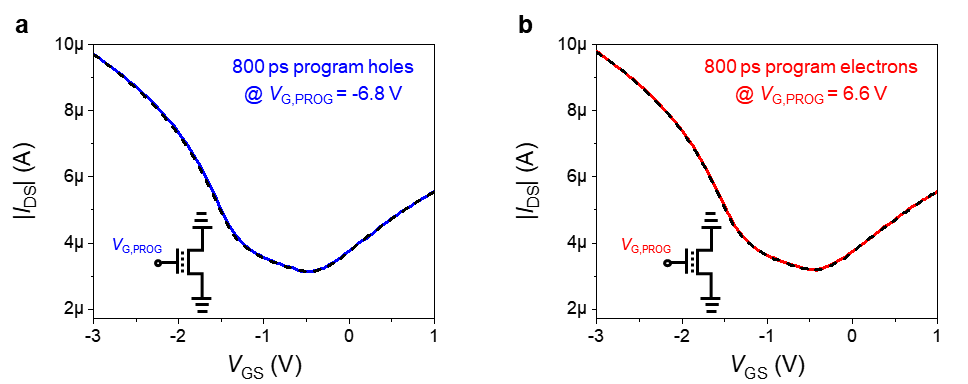 a
10μ
8μ
6μ
4μ
2μ
|IDS| (A)
800 ps program holes
@ VG,PROG = -6.8 V
VG,PROG
-3 -2 -1 0 1
VGS (V)
b
10μ
8μ
6μ
4μ
2μ
|IDS| (A)
800 ps program electrons
@ VG,PROG = 6.6 V
VG,PROG
-3 -2 -1 0 1
VGS (V)